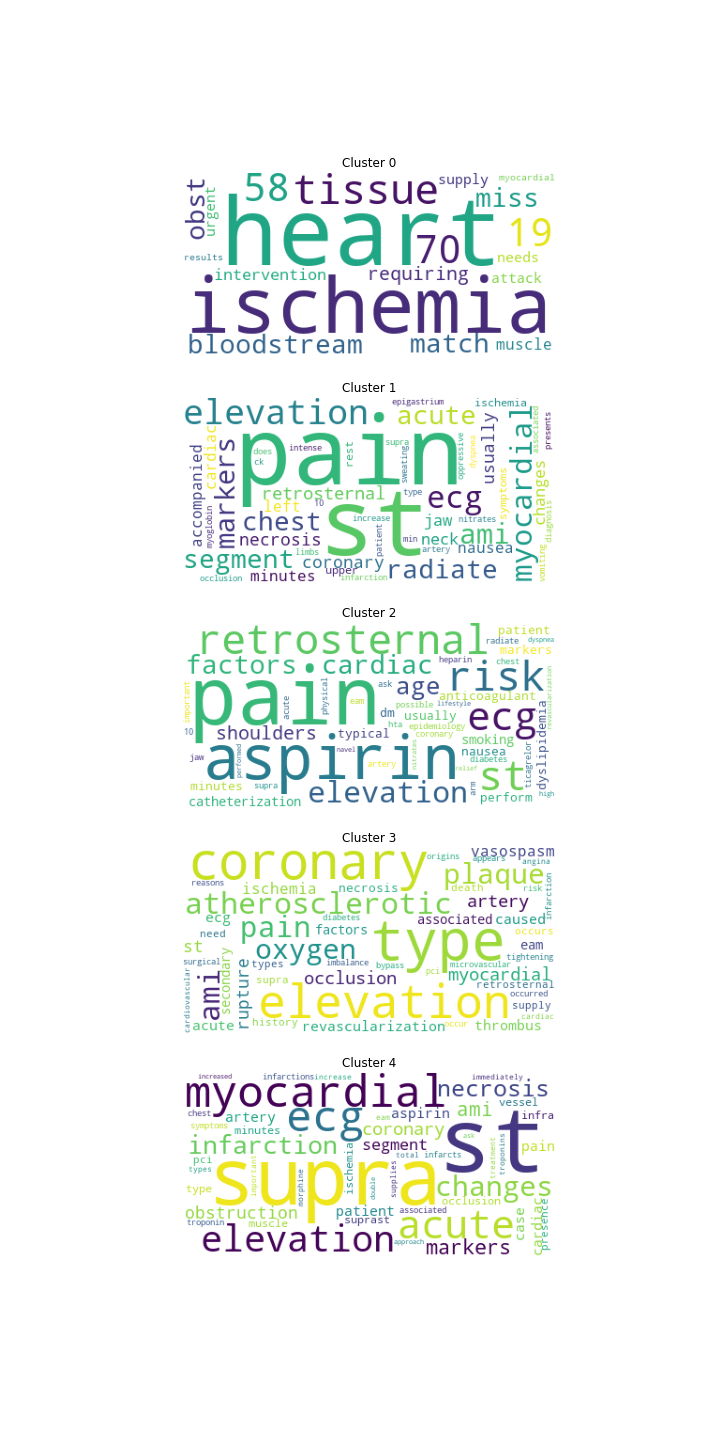 Cluster 0
obst
urgent
58
tissue
supply
myocardial
miss
heart
70
19
results
needs
intervention
requiring
attack
ischemia
bloodstream
match
muscle
Cluster 1
elevation
epigastrium
acute
ischemia
pain
usually
myocardial
associated
presents
accompanied
cardiac
markers
does
ck
intense
rest
supra
sweating
oppressive
dyspnea
symptoms
changes
diagnosis
vomiting
myoglobin
retrosternal
left
10
type
ecg
st
chest
increase
patient
jaw
nitrates
ami
necrosis
min
neck
artery
nausea
segment
limbs
coronary
occlusion
minutes
upper
infarction
radiate
Cluster 2
retrosternal
patient
radiate
dyspnea
markers
factors
cardiac
heparin
chest
risk
revascularization
important
pain
acute
physical
ask
eam
age
possible
lifestyle
anticoagulant
dm
usually
ecg
hta
epidemiology
coronary
smoking
dyslipidemia
10
shoulders
typical
nausea
jaw
performed
aspirin
navel
artery
nitrates
diabetes
relief
st
ticagrelor
minutes
supra
elevation
arm
high
catheterization
perform
Cluster 3
coronary
origins
vasospasm
appears
angina
plaque
reasons
ischemia
necrosis
death
risk
infarction
atherosclerotic
artery
ecg
diabetes
associated
caused
need
pain
factors
type
occurs
st
oxygen
eam
surgical
types
imbalance
bypass
microvascular
tightening
cardiovascular
ami
secondary
rupture
supra
occlusion
pci
myocardial
retrosternal
elevation
occurred
supply
acute
history
revascularization
occur
thrombus
cardiac
Cluster 4
increased
infarctions
increase
immediately
myocardial
necrosis
chest
artery
ecg
eam
aspirin
ami
vessel
infra
symptoms
minutes
coronary
st
infarction
segment
ask
pain
pci
types
important
supra
ischemia
total
infarcts
treatment
troponins
type
morphine
double
supplies
changes
occlusion
obstruction
patient
associated
troponin
muscle
suprast
acute
case
cardiac
presence
elevation
approach
markers